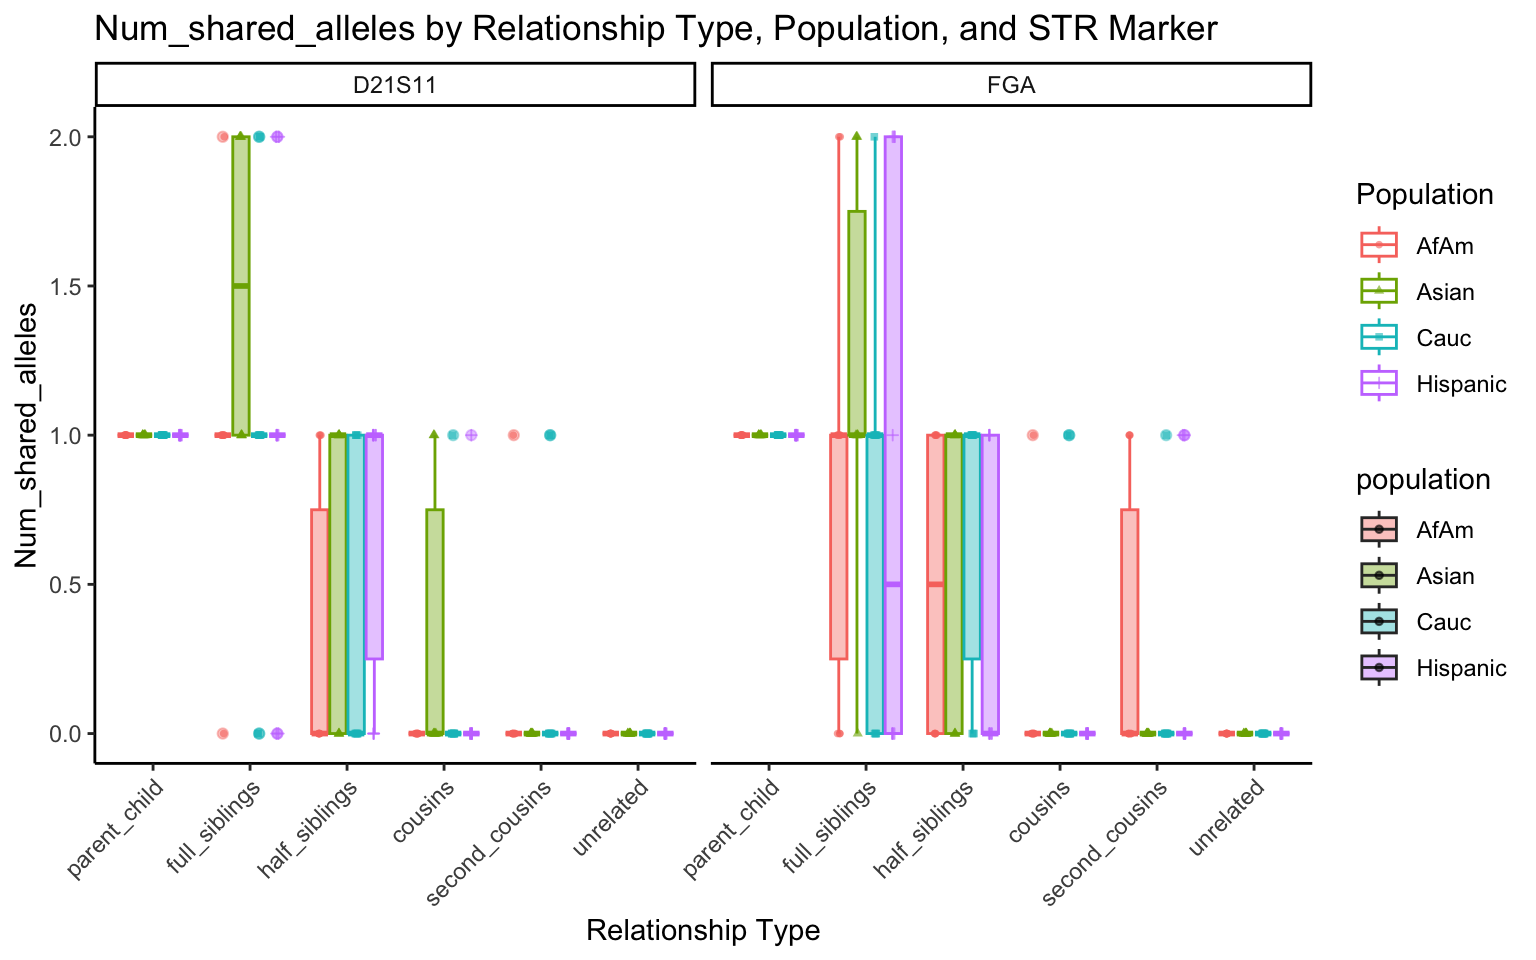 Num_shared_alleles by Relationship Type, Population, and STR Marker
D21S11
FGA
Num_shared_alleles
2.0
1.5
1.0
0.5
0.0
parent_child
full_siblings
half_siblings
cousins
second_cousins
unrelated
parent_child
full_siblings
half_siblings
cousins
second_cousins
unrelated
Relationship Type
Population
AfAm
Asian
Cauc
Hispanic
population
AfAm
Asian
Cauc
Hispanic